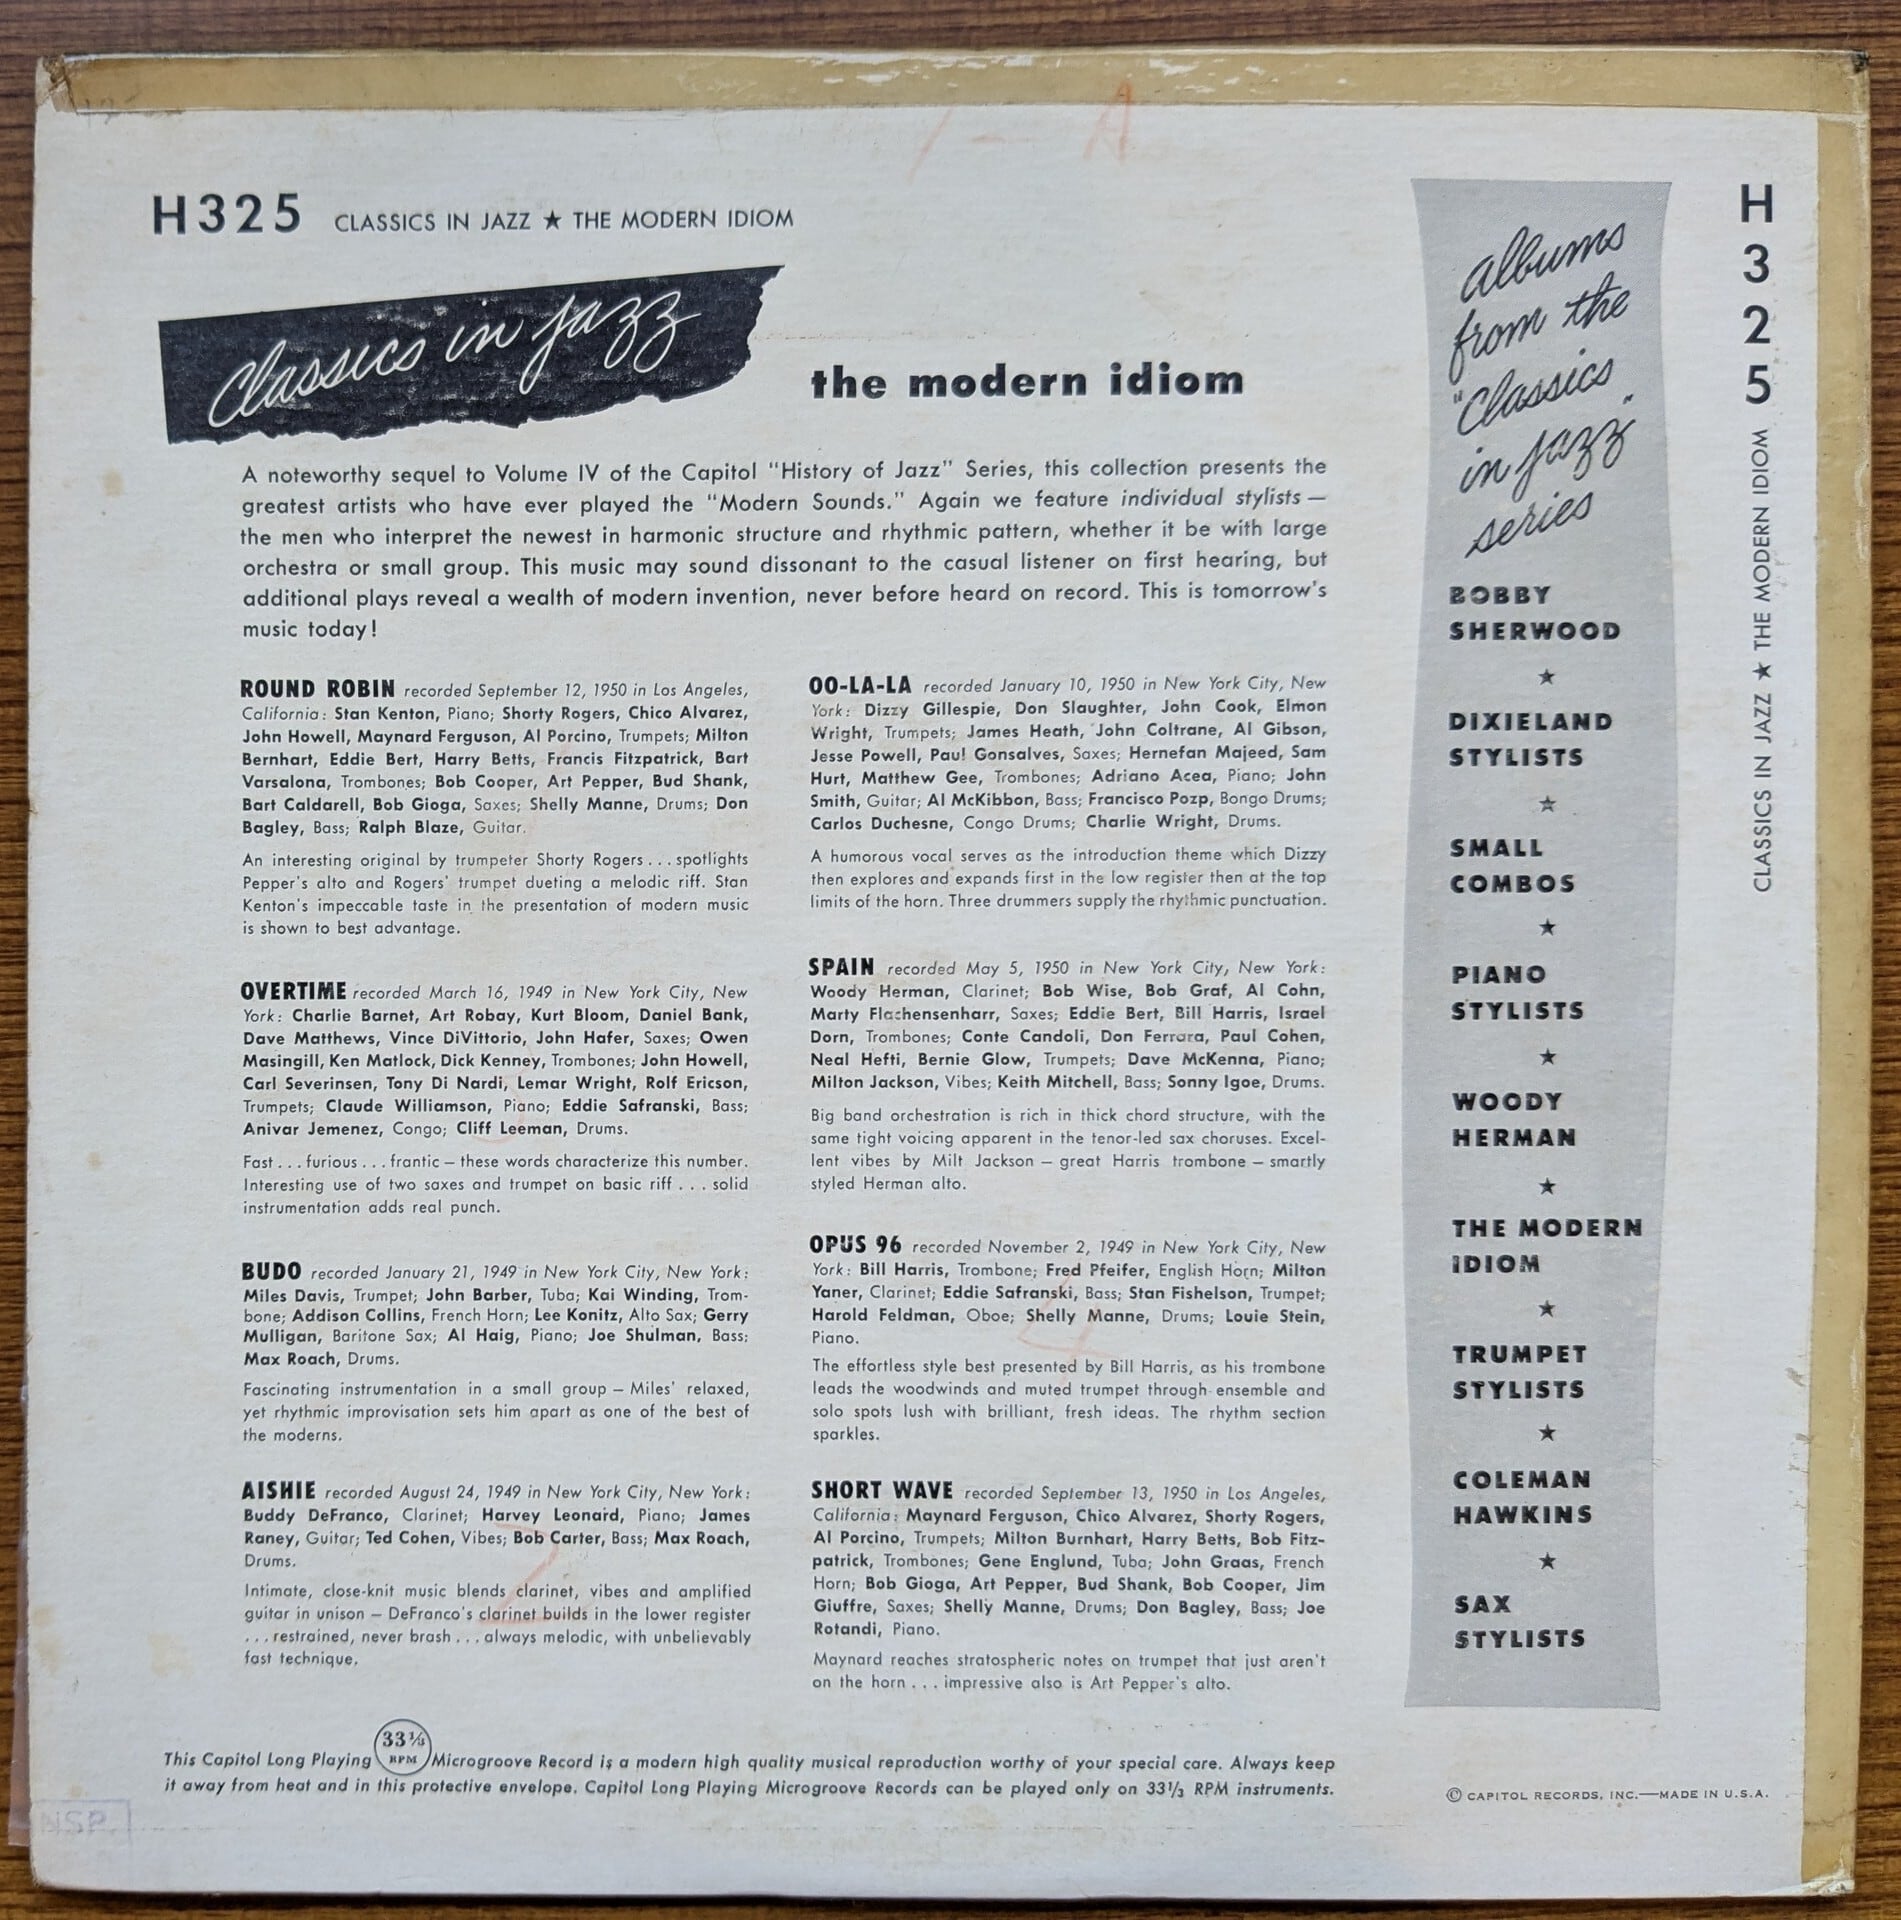 1 - A
H325 CLASSICS IN JAZZ ★ THE MODERN IDIOM
Classics in jazz
the modern idiom
A noteworthy sequel to Volume IV of the Capitol "History of Jazz" Series, this collection presents the
greatest artists who have ever played the "Modern Sounds." Again we feature individual stylists —
the men who interpret the newest in harmonic structure and rhythmic pattern, whether it be with large
orchestra or small group. This music may sound dissonant to the casual listener on first hearing, but
additional plays reveal a wealth of modern invention, never before heard on record. This is tomorrow's
music today!
ROUND ROBIN recorded September 12, 1950 in Los Angeles,
California: Stan Kenton, Piano; Shorty Rogers, Chico Alvarez,
John Howell, Maynard Ferguson, Al Porcino, Trumpets; Milton
Bernhart, Eddie Bert, Harry Betts, Francis Fitzpatrick, Bart
Varsalona, Trombones; Bob Cooper, Art Pepper, Bud Shank,
Bart Caldarell, Bob Gioga, Saxes; Shelly Manne, Drums; Don
Bagley, Bass; Ralph Blaze, Guitar.
An interesting original by trumpeter Shorty Rogers . . . spotlights
Pepper's alto and Rogers' trumpet dueting a melodic riff. Stan
Kenton's impeccable taste in the presentation of modern music
is shown to best advantage.
OVERTIME recorded March 16, 1949 in New York City, New
York: Charlie Barnet, Art Robay, Kurt Bloom, Daniel Bank,
Dave Matthews, Vince DiVittorio, John Hafer, Saxes; Owen
Masingill, Ken Matlock, Dick Kenney, Trombones; John Howell,
Carl Severinsen, Tony Di Nardi, Lemar Wright, Rolf Ericson,
Trumpets; Claude Williamson, Piano; Eddie Safranski, Bass;
Anivar Jemenez, Congo; Cliff Leeman, Drums.
Fast . . . furious . . . frantic — these words characterize this number.
Interesting use of two saxes and trumpet on basic riff . . . solid
instrumentation adds real punch.
BUDO recorded January 21, 1949 in New York City, New York:
Miles Davis, Trumpet; John Barber, Tuba; Kai Winding, Trom-
bone; Addison Collins, French Horn; Lee Konitz, Alto Sax; Gerry
Mulligan, Baritone Sax; Al Haig, Piano; Joe Shulman, Bass;
Max Roach, Drums.
Fascinating instrumentation in a small group — Miles' relaxed,
yet rhythmic improvisation sets him apart as one of the best of
the moderns.
AISHIE recorded August 24, 1949 in New York City, New York:
Buddy DeFranco, Clarinet; Harvey Leonard, Piano; James
Raney, Guitar; Ted Cohen, Vibes; Bob Carter, Bass; Max Roach,
Drums.
Intimate, close-knit music blends clarinet, vibes and amplified
guitar in unison — DeFranco's clarinet builds in the lower register
. . . restrained, never brash . . . always melodic, with unbelievably
fast technique.
2
OO-LA-LA recorded January 10, 1950 in New York City, New
York: Dizzy Gillespie, Don Slaughter, John Cook, Elmon
Wright, Trumpets; James Heath, John Coltrane, Al Gibson,
Jesse Powell, Paul Gonsalves, Saxes; Hernefan Majeed, Sam
Hurt, Matthew Gee, Trombones; Adriano Acea, Piano; John
Smith, Guitar; Al McKibbon, Bass; Francisco Pozp, Bongo Drums;
Carlos Duchesne, Congo Drums; Charlie Wright, Drums.
A humorous vocal serves as the introduction theme which Dizzy
then explores and expands first in the low register then at the top
limits of the horn. Three drummers supply the rhythmic punctuation.
SPAIN recorded May 5, 1950 in New York City, New York:
Woody Herman, Clarinet; Bob Wise, Bob Graf, Al Cohn,
Marty Flachensenharr, Saxes; Eddie Bert, Bill Harris, Israel
Dorn, Trombones; Conte Candoli, Don Ferrara, Paul Cohen,
Neal Hefti, Bernie Glow, Trumpets; Dave McKenna, Piano;
Milton Jackson, Vibes; Keith Mitchell, Bass; Sonny Igoe, Drums.
Big band orchestration is rich in thick chord structure, with the
same tight voicing apparent in the tenor-led sax choruses. Excel-
lent vibes by Milt Jackson — great Harris trombone — smartly
styled Herman alto.
OPUS 96 recorded November 2, 1949 in New York City, New
York: Bill Harris, Trombone; Fred Pfeifer, English Horn; Milton
Yaner, Clarinet; Eddie Safranski, Bass; Stan Fishelson, Trumpet;
Harold Feldman, Oboe; Shelly Manne, Drums; Louie Stein,
Piano.
4
The effortless style best presented by Bill Harris, as his trombone
leads the woodwinds and muted trumpet through ensemble and
solo spots lush with brilliant, fresh ideas. The rhythm section
sparkles.
SHORT WAVE recorded September 13, 1950 in Los Angeles,
California: Maynard Ferguson, Chico Alvarez, Shorty Rogers,
Al Porcino, Trumpets; Milton Burnhart, Harry Betts, Bob Fitz-
patrick, Trombones; Gene Englund, Tuba; John Graas, French
Horn; Bob Gioga, Art Pepper, Bud Shank, Bob Cooper, Jim
Giuffre, Saxes; Shelly Manne, Drums; Don Bagley, Bass; Joe
Rotandi, Piano.
Maynard reaches stratospheric notes on trumpet that just aren't
on the horn . . . impressive also is Art Pepper's alto.
albums
from the
"Classics
in jazz"
series
BOBBY
SHERWOOD
★
DIXIELAND
STYLISTS
★
SMALL
COMBOS
★
PIANO
STYLISTS
★
WOODY
HERMAN
★
THE MODERN
IDIOM
★
TRUMPET
STYLISTS
★
COLEMAN
HAWKINS
★
SAX
STYLISTS
H
3
2
5
CLASSICS IN JAZZ ★ THE MODERN IDIOM
This Capitol Long Playing 33⅓ RPM Microgroove Record is a modern high quality musical reproduction worthy of your special care. Always keep
it away from heat and in this protective envelope. Capitol Long Playing Microgroove Records can be played only on 33⅓ RPM instruments.
© CAPITOL RECORDS, INC.—MADE IN U.S.A.
NSP.